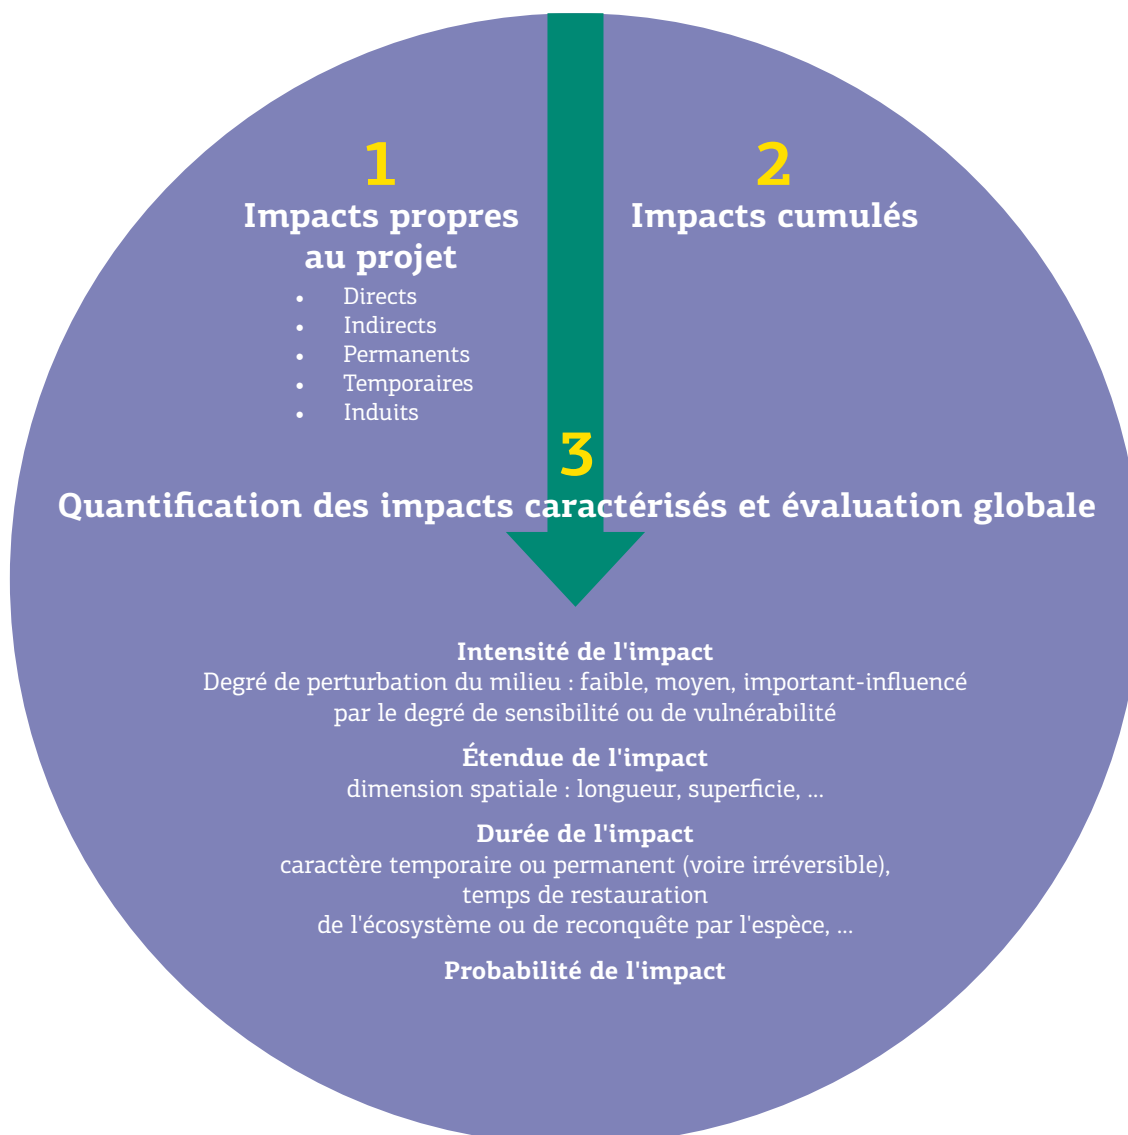 1
Impacts propres
au projet
• Directs
• Indirects
• Permanents
• Temporaires
• Induits
2
Impacts cumulés
3
Quantification des impacts caractérisés et évaluation globale
Intensité de l'impact
Degré de perturbation du milieu : faible, moyen, important-influencé
par le degré de sensibilité ou de vulnérabilité
Étendue de l'impact
dimension spatiale : longueur, superficie, ...
Durée de l'impact
caractère temporaire ou permanent (voire irréversible),
temps de restauration
de l'écosystème ou de reconquête par l'espèce, ...
Probabilité de l'impact